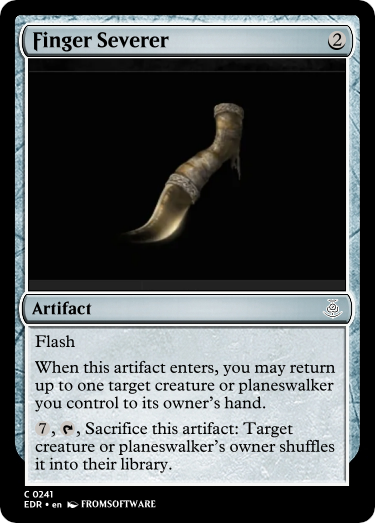 Finger Severer 2
Artifact
Flash
When this artifact enters, you may return
up to one target creature or planeswalker
you control to its owner's hand.
7, , Sacrifice this artifact: Target
creature or planeswalker's owner shuffles
it into their library.
C 0241
EDR • en FROMSOFTWARE